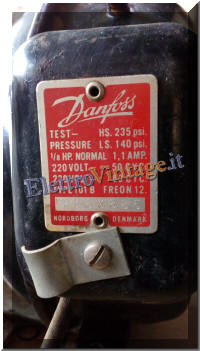 Danfoss
TEST- HS. 235 psi.
PRESSURE LS. 140 psi.
1/8 HP. NORMAL 1,1 AMP.
220 VOLT- 50 CYC
FREON 12.
NORDBORG DENMARK
ElettroVintage.it